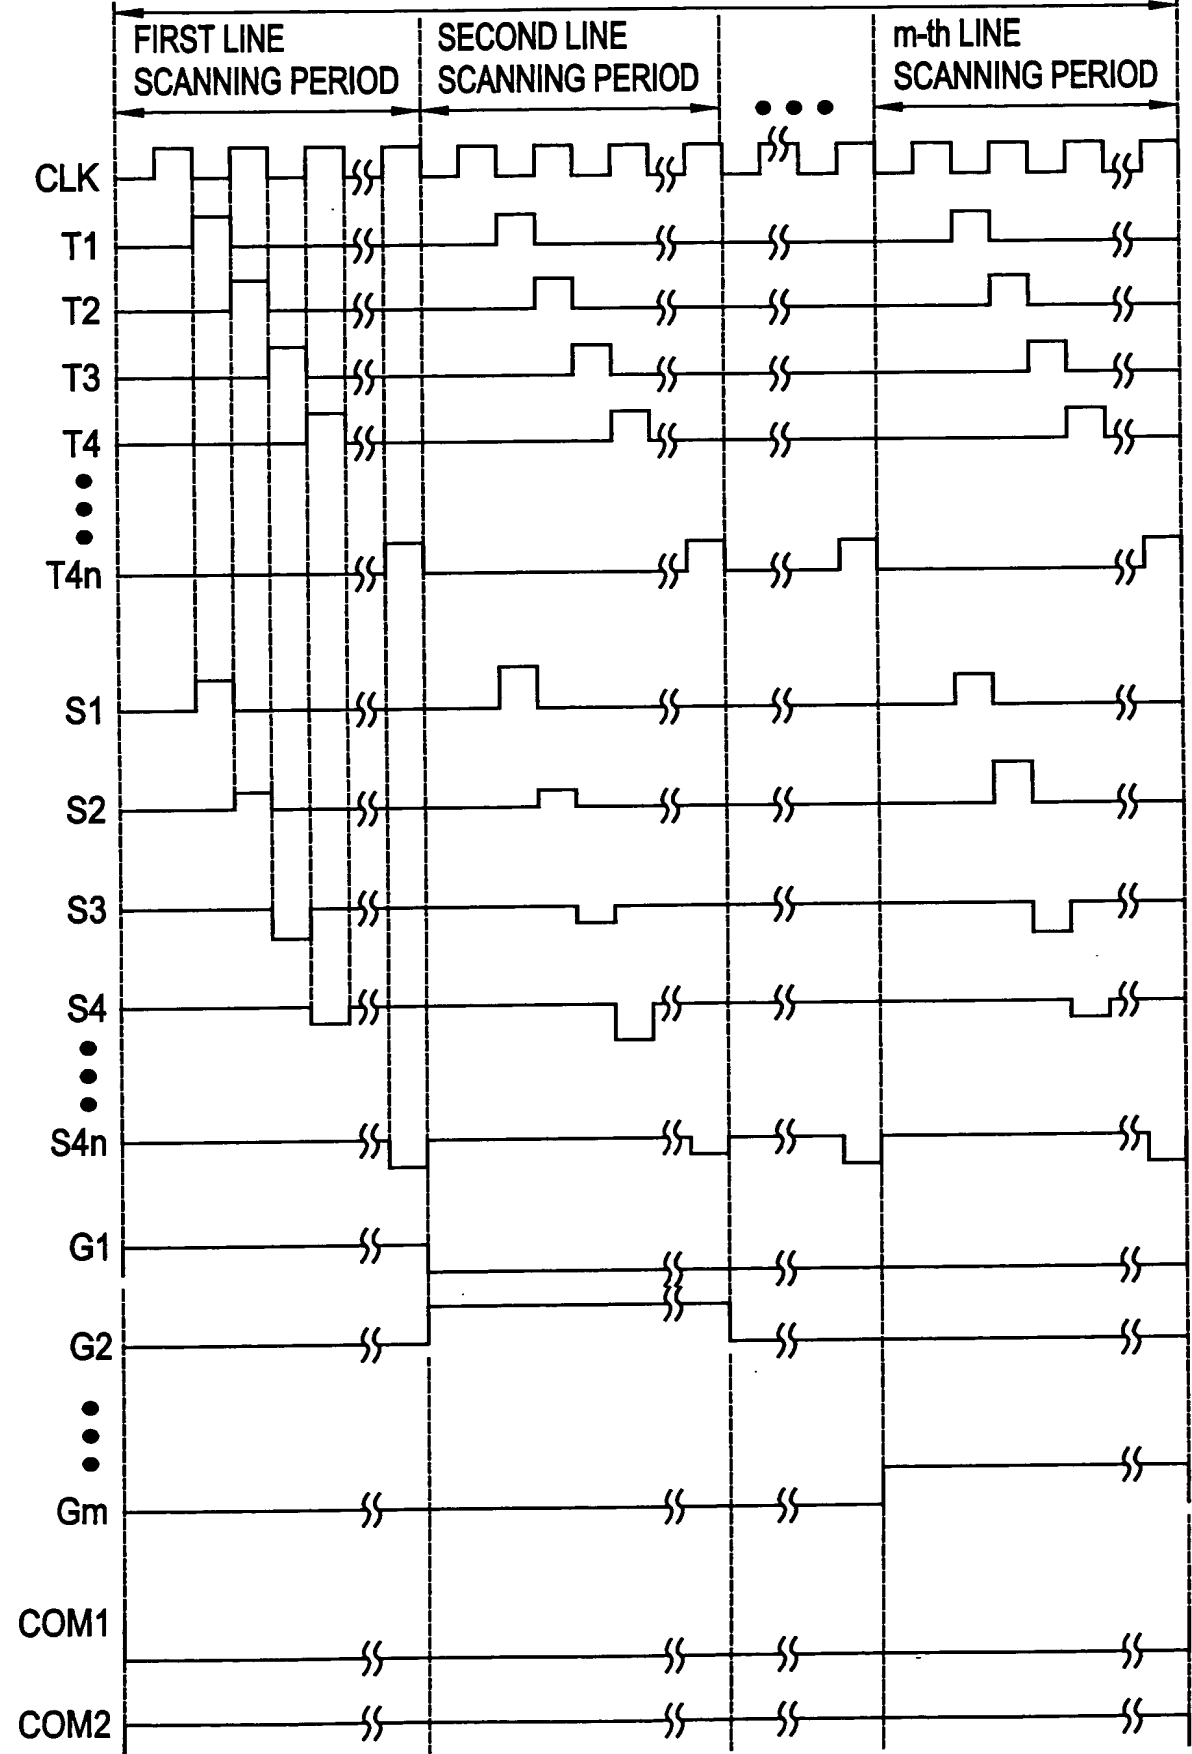 FIRST LINE
SCANNING PERIOD
SECOND LINE
SCANNING PERIOD
m-th LINE
SCANNING PERIOD
CLK
T1
T2
T3
T4
T4n
S1
S2
S3
S4
S4n
G1
G2
Gm
COM1
COM2